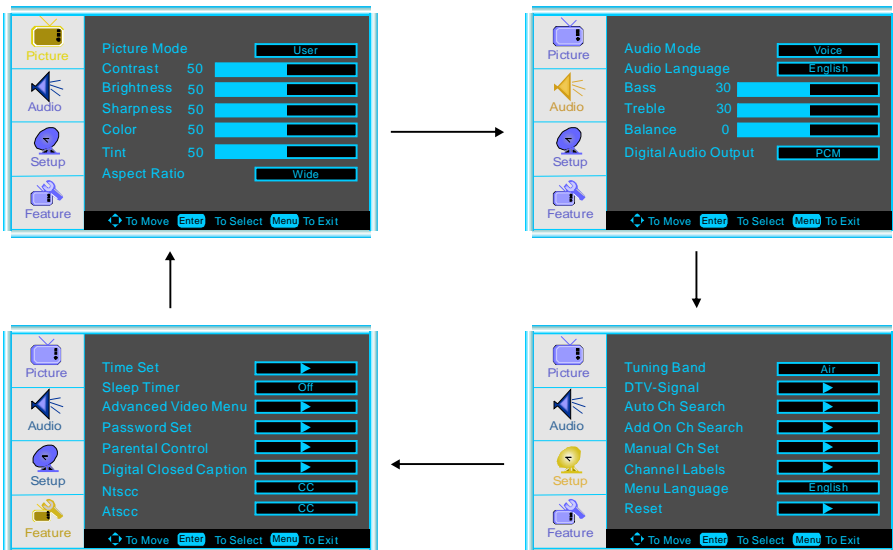 Picture
Audio
Setup
Feature
Picture Mode User
Contrast 50
Brightness 50
Sharpness 50
Color 50
Tint 50
Aspect Ratio Wide
To Move Enter To Select Menu To Exit
Picture
Audio
Setup
Feature
Audio Mode Voice
Audio Language English
Bass 30
Treble 30
Balance 0
Digital Audio Output PCM
To Move Enter To Select Menu To Exit
Picture
Audio
Setup
Feature
Time Set
Sleep Timer Off
Advanced Video Menu
Password Set
Parental Control
Digital Closed Caption
Ntscc CC
Atscc CC
To Move Enter To Select Menu To Exit
Picture
Audio
Setup
Feature
Tuning Band Air
DTV-Signal
Auto Ch Search
Add On Ch Search
Manual Ch Set
Channel Labels
Menu Language English
Reset
To Move Enter To Select Menu To Exit